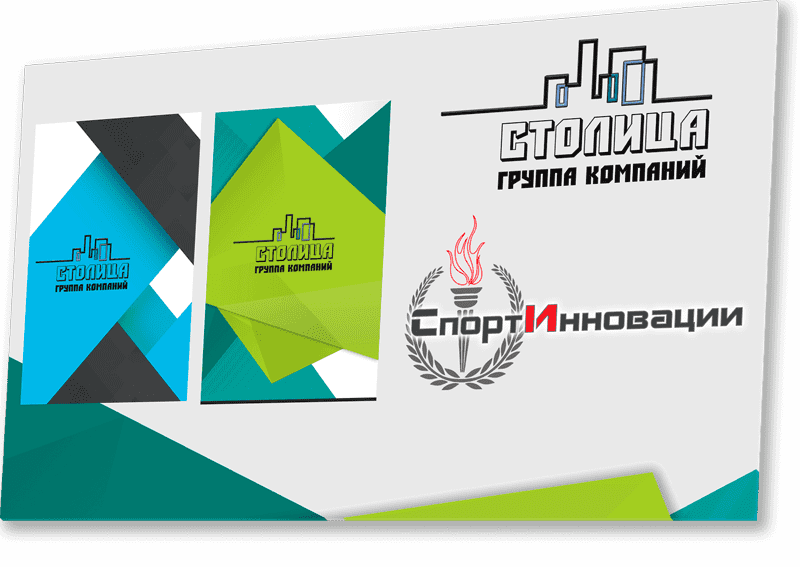 СТОЛИЦА
ГРУППА КОМПАНИЙ
СТОЛИЦА
ГРУППА КОМПАНИЙ
СТОЛИЦА
ГРУППА КОМПАНИЙ
СпортИнновации